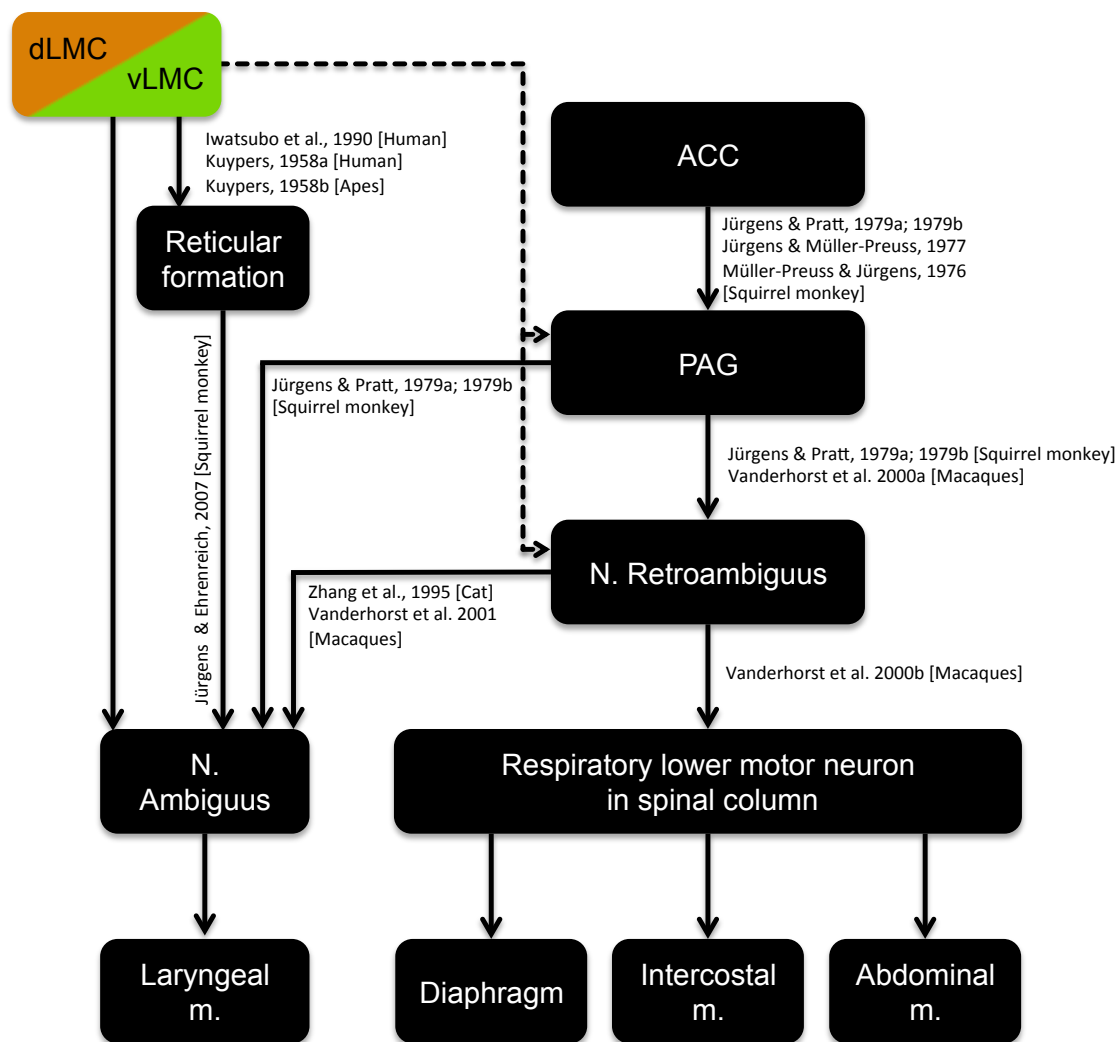 dLMC
vLMC
Iwatsubo et al., 1990 [Human]
Kuypers, 1958a [Human]
Kuypers, 1958b [Apes]
ACC
Reticular
formation
Jürgens & Pratt, 1979a; 1979b
Jürgens & Müller-Preuss, 1977
Müller-Preuss & Jürgens, 1976
[Squirrel monkey]
PAG
Jürgens & Ehrenreich, 2007 [Squirrel monkey]
Jürgens & Pratt, 1979a; 1979b
[Squirrel monkey]
Jürgens & Pratt, 1979a; 1979b [Squirrel monkey]
Vanderhorst et al. 2000a [Macaques]
N. Retroambiguus
Zhang et al., 1995 [Cat]
Vanderhorst et al. 2001
[Macaques]
Vanderhorst et al. 2000b [Macaques]
N.
Ambiguus
Respiratory lower motor neuron
in spinal column
Laryngeal
m.
Diaphragm
Intercostal
m.
Abdominal
m.